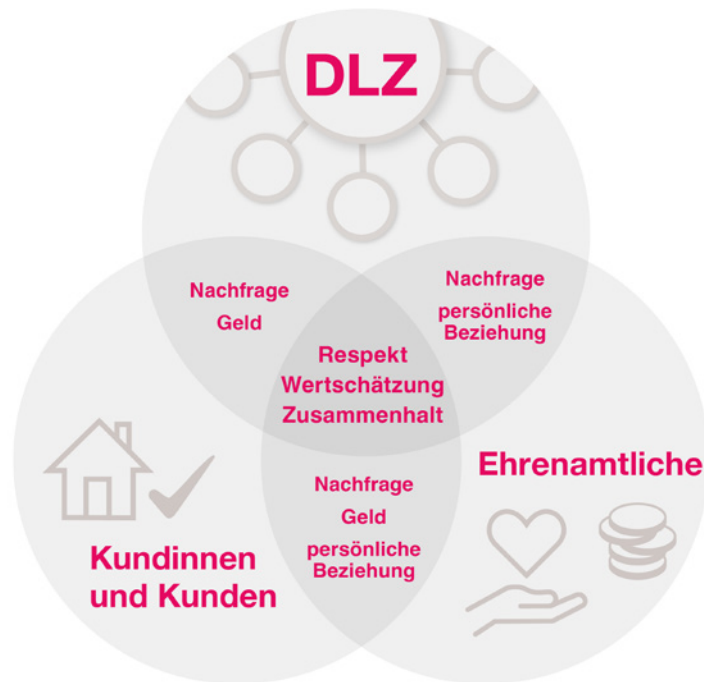 DLZ
Nachfrage
Geld
Nachfrage
persönliche
Beziehung
Respekt
Wertschätzung
Zusammenhalt
Ehrenamtliche
Nachfrage
Geld
persönliche
Beziehung
Kundinnen
und Kunden